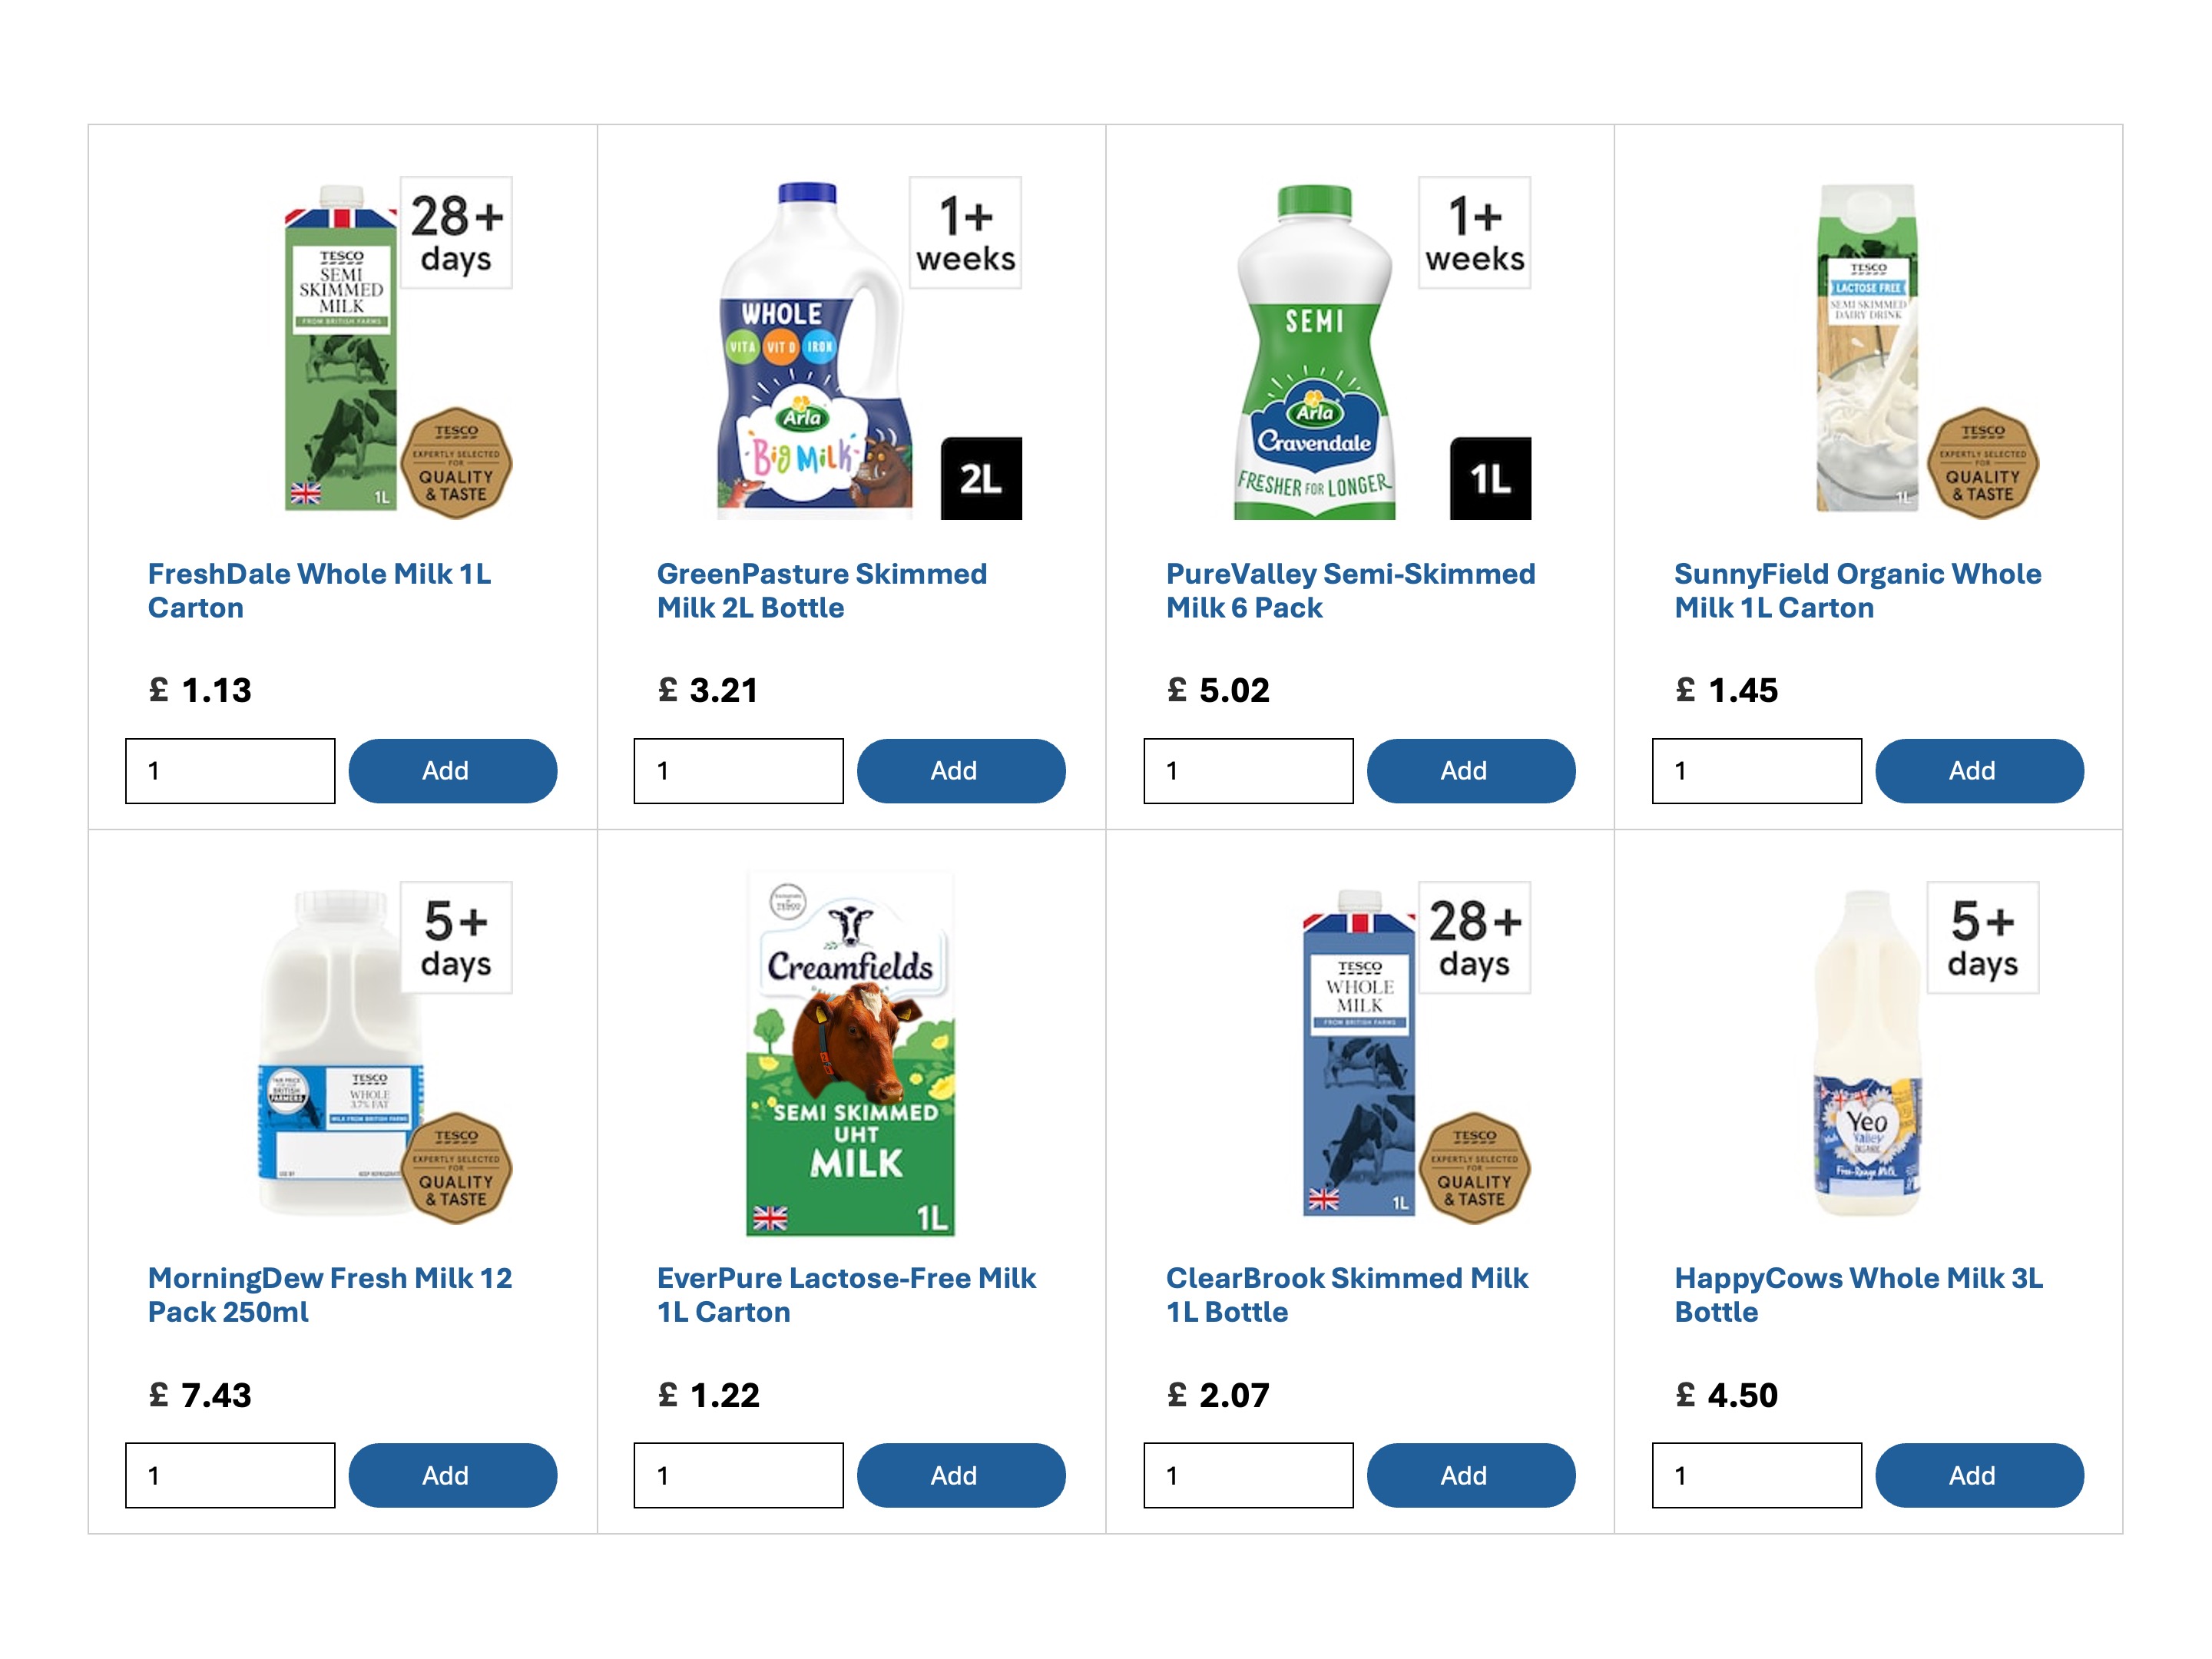 28+
days
TESCO
SEMI
SKIMMED
MILK
FROM BRITISH FARMS
TESCO
EXPERTLY SELECTED
FOR
QUALITY
& TASTE
1L
FreshDale Whole Milk 1L
Carton
£ 1.13
1
Add
1+
weeks
WHOLE
VIT A
VIT D
IRON
Arla
Big Milk
2L
GreenPasture Skimmed
Milk 2L Bottle
£ 3.21
1
Add
1+
weeks
SEMI
Arla
Cravendale
FRESHER FOR LONGER
1L
PureValley Semi-Skimmed
Milk 6 Pack
£ 5.02
1
Add
TESCO
LACTOSE FREE
SEMI SKIMMED
DAIRY DRINK
TESCO
EXPERTLY SELECTED
FOR
QUALITY
& TASTE
1L
SunnyField Organic Whole
Milk 1L Carton
£ 1.45
1
Add
5+
days
TESCO
WHOLE
3.7% FAT
MILK FROM BRITISH FARMS
BRITISH
FARMERS
TESCO
EXPERTLY SELECTED
FOR
QUALITY
& TASTE
MorningDew Fresh Milk 12
Pack 250ml
£ 7.43
1
Add
TESCO
Creamfields
SEMI SKIMMED
UHT
MILK
1L
EverPure Lactose-Free Milk
1L Carton
£ 1.22
1
Add
28+
days
TESCO
WHOLE
MILK
FROM BRITISH FARMS
TESCO
EXPERTLY SELECTED
FOR
QUALITY
& TASTE
1L
ClearBrook Skimmed Milk
1L Bottle
£ 2.07
1
Add
5+
days
Yeo
Valley
ORGANIC
Free-Range Milk
HappyCows Whole Milk 3L
Bottle
£ 4.50
1
Add